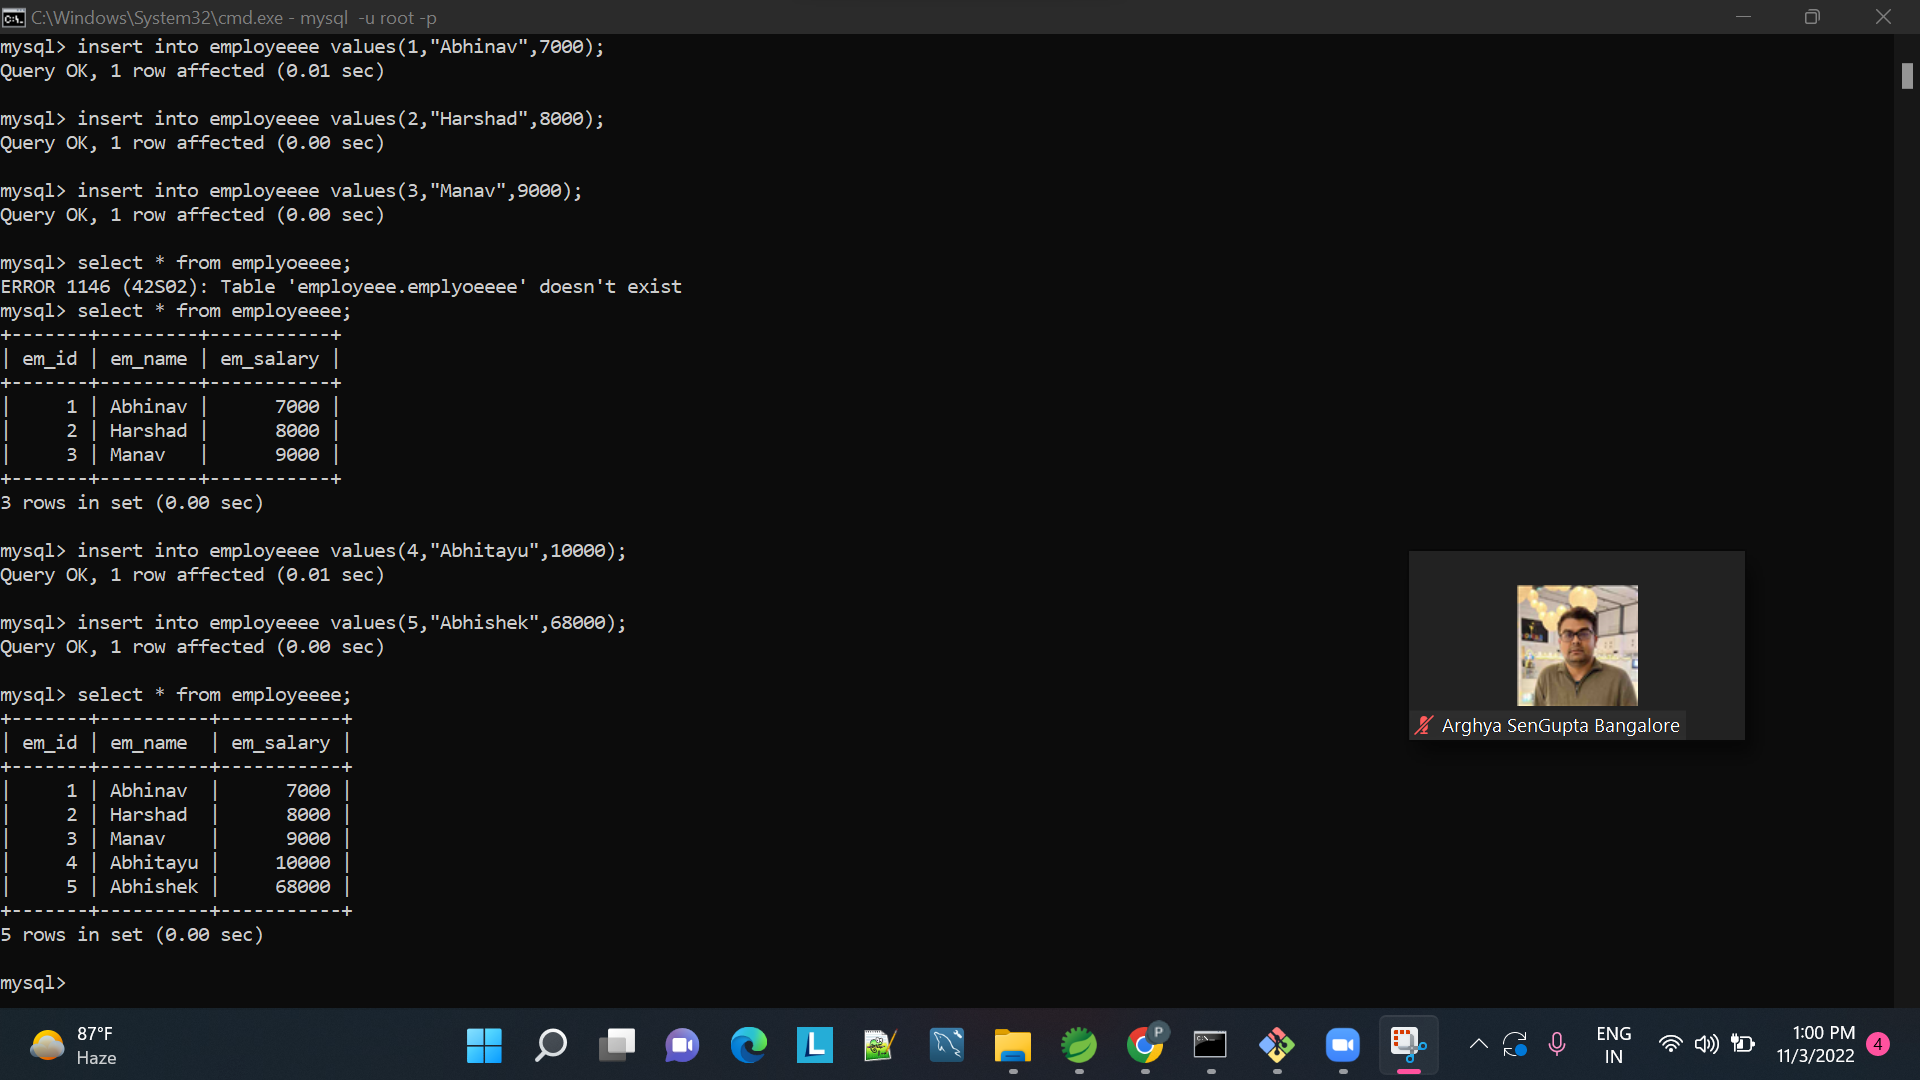 C:\Windows\System32\cmd.exe - mysql  -u root -p
mysql> insert into employeeee values(1,"Abhinav",7000);
Query OK, 1 row affected (0.01 sec)
mysql> insert into employeeee values(2,"Harshad",8000);
Query OK, 1 row affected (0.00 sec)
mysql> insert into employeeee values(3,"Manav",9000);
Query OK, 1 row affected (0.00 sec)
mysql> select * from emplyoeeee;
ERROR 1146 (42S02): Table 'employeee.emplyoeeee' doesn't exist
mysql> select * from employeeee;
+-------+---------+-----------+
| em_id | em_name | em_salary |
+-------+---------+-----------+
|     1 | Abhinav |      7000 |
|     2 | Harshad |      8000 |
|     3 | Manav   |      9000 |
+-------+---------+-----------+
3 rows in set (0.00 sec)
mysql> insert into employeeee values(4,"Abhitayu",10000);
Query OK, 1 row affected (0.01 sec)
mysql> insert into employeeee values(5,"Abhishek",68000);
Query OK, 1 row affected (0.00 sec)
mysql> select * from employeeee;
+-------+----------+-----------+
| em_id | em_name  | em_salary |
+-------+----------+-----------+
|     1 | Abhinav  |      7000 |
|     2 | Harshad  |      8000 |
|     3 | Manav    |      9000 |
|     4 | Abhitayu |     10000 |
|     5 | Abhishek |     68000 |
+-------+----------+-----------+
5 rows in set (0.00 sec)
mysql>
Arghya SenGupta Bangalore
87°F
Haze
L
P
ENG
IN
1:00 PM
11/3/2022
4